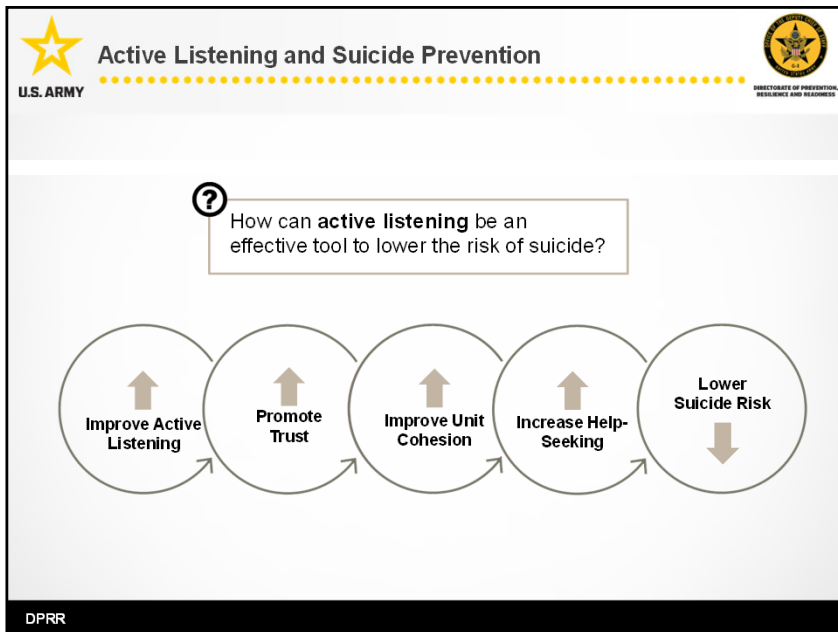 U.S. ARMY
Active Listening and Suicide Prevention
DIRECTORATE OF PREVENTION,
RESILIENCE AND READINESS
G-9
?
How can active listening be an
effective tool to lower the risk of suicide?
Improve Active
Listening
Promote
Trust
Improve Unit
Cohesion
Increase Help-
Seeking
Lower
Suicide Risk
DPRR